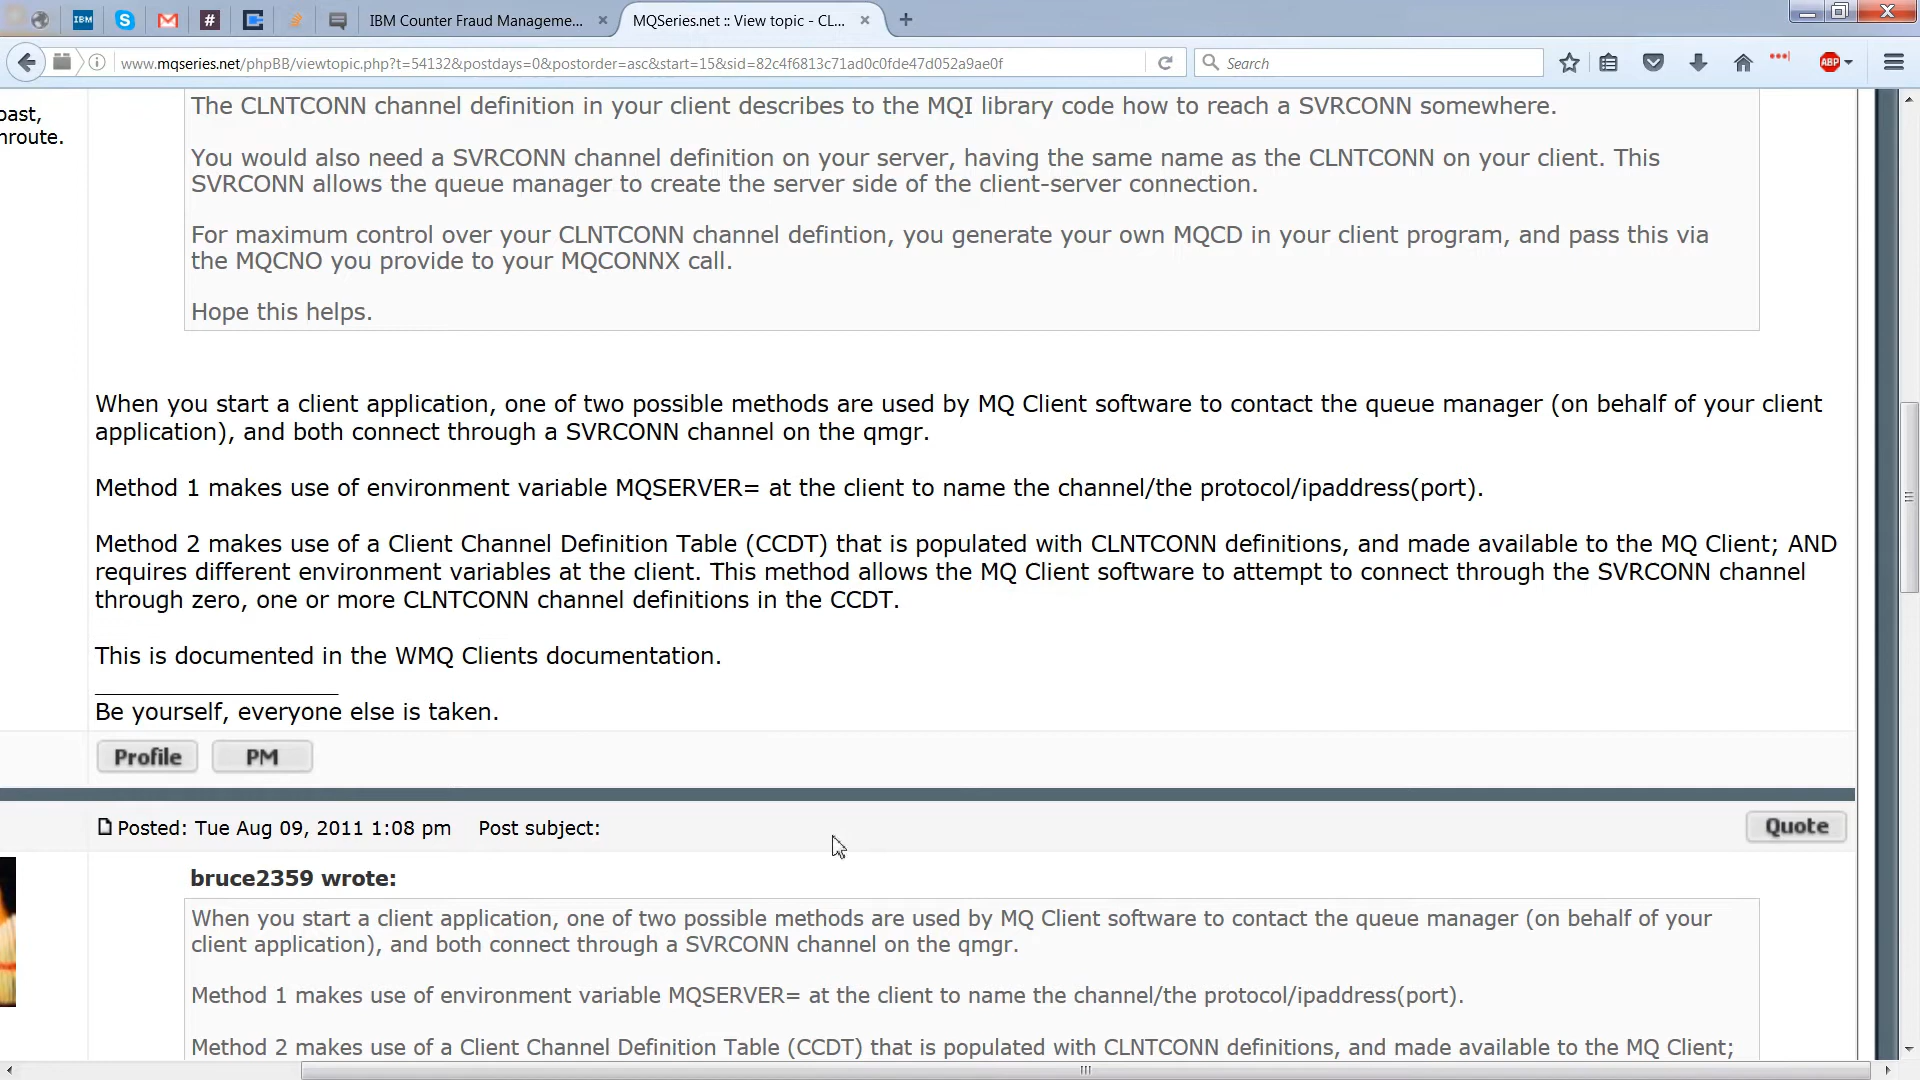 IBM
IBM Counter Fraud Manageme...
MQSeries.net :: View topic - CL...
www.mqseries.net/phpBB/viewtopic.php?t=54132&postdays=0&postorder=asc&start=15&sid=82c4f6813c71ad0c0fde47d052a9ae0f
Search
ABP
oast,
nroute.
The CLNTCONN channel definition in your client describes to the MQI library code how to reach a SVRCONN somewhere.
You would also need a SVRCONN channel definition on your server, having the same name as the CLNTCONN on your client. This
SVRCONN allows the queue manager to create the server side of the client-server connection.
For maximum control over your CLNTCONN channel defintion, you generate your own MQCD in your client program, and pass this via
the MQCNO you provide to your MQCONNX call.
Hope this helps.
When you start a client application, one of two possible methods are used by MQ Client software to contact the queue manager (on behalf of your client
application), and both connect through a SVRCONN channel on the qmgr.
Method 1 makes use of environment variable MQSERVER= at the client to name the channel/the protocol/ipaddress(port).
Method 2 makes use of a Client Channel Definition Table (CCDT) that is populated with CLNTCONN definitions, and made available to the MQ Client; AND
requires different environment variables at the client. This method allows the MQ Client software to attempt to connect through the SVRCONN channel
through zero, one or more CLNTCONN channel definitions in the CCDT.
This is documented in the WMQ Clients documentation.
_________________
Be yourself, everyone else is taken.
Profile PM
Posted: Tue Aug 09, 2011 1:08 pm Post subject:
Quote
bruce2359 wrote:
When you start a client application, one of two possible methods are used by MQ Client software to contact the queue manager (on behalf of your
client application), and both connect through a SVRCONN channel on the qmgr.
Method 1 makes use of environment variable MQSERVER= at the client to name the channel/the protocol/ipaddress(port).
Method 2 makes use of a Client Channel Definition Table (CCDT) that is populated with CLNTCONN definitions, and made available to the MQ Client;